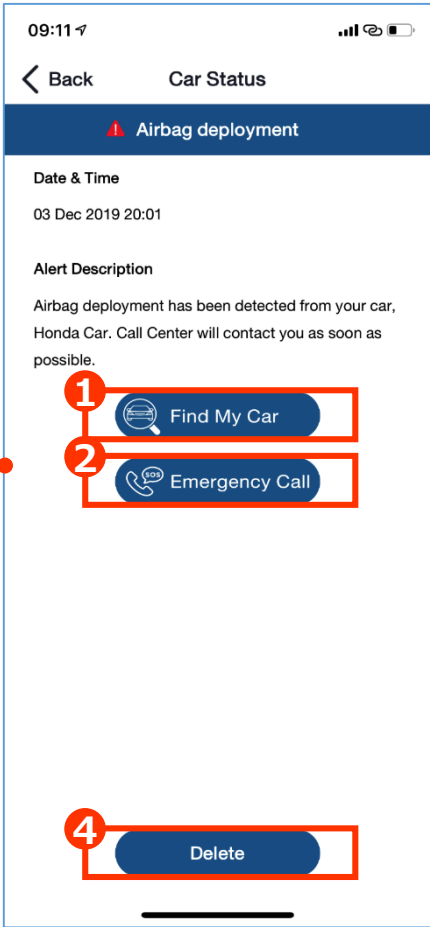 09:11
Back
Car Status
Airbag deployment
Date & Time
03 Dec 2019 20:01
Alert Description
Airbag deployment has been detected from your car,
Honda Car. Call Center will contact you as soon as
possible.
1
Find My Car
2
SOS
Emergency Call
4
Delete